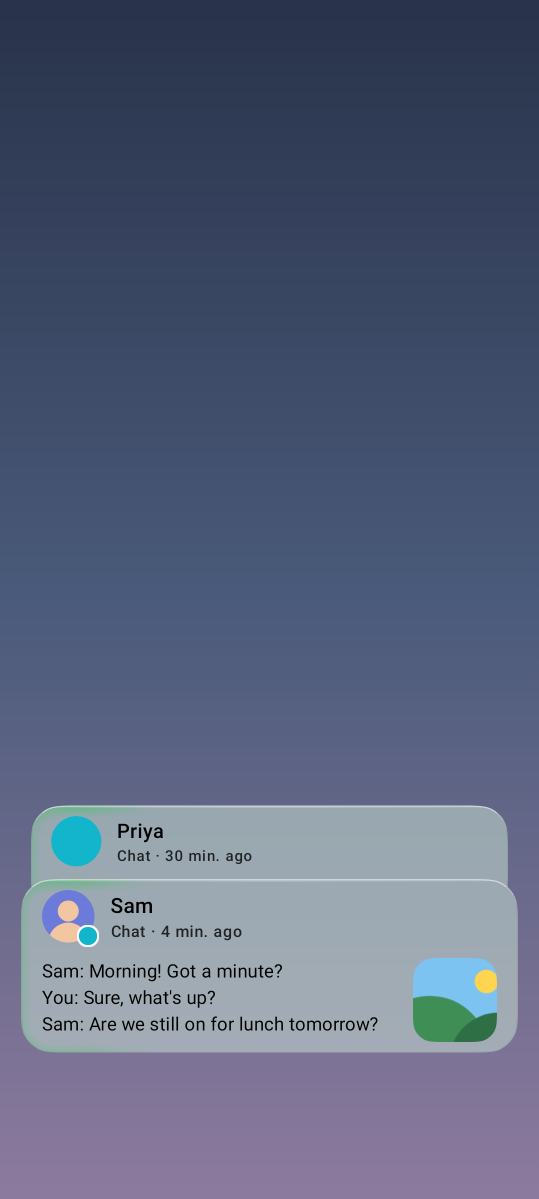 Priya
Chat · 30 min. ago
Sam
Chat · 4 min. ago
Sam: Morning! Got a minute?
You: Sure, what's up?
Sam: Are we still on for lunch tomorrow?